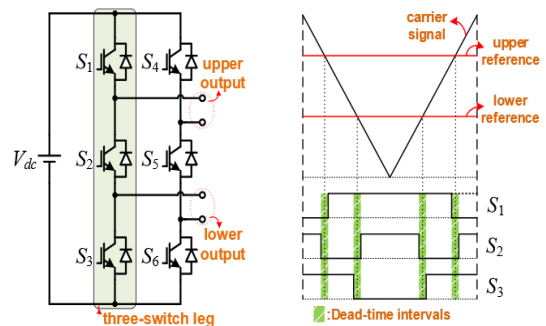 S1
S4
upper
output
Vdc
S2
S5
S3
S6
lower
output
three-switch leg
carrier
signal
upper
reference
lower
reference
S1
S2
S3
:Dead-time intervals